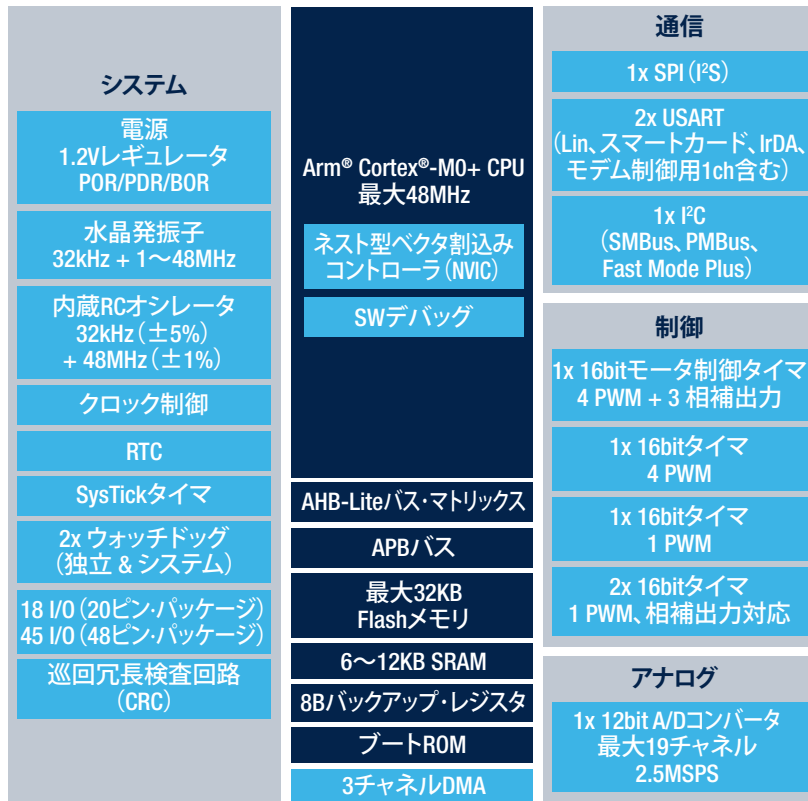 システム
電源
1.2Vレギュレータ
POR/PDR/BOR
水晶発振子
32kHz + 1～48MHz
内蔵RCオシレータ
32kHz（±5%）
+ 48MHz（±1%）
クロック制御
RTC
SysTickタイマ
2x ウォッチドッグ
（独立 & システム）
18 I/O（20ピン・パッケージ）
45 I/O（48ピン・パッケージ）
巡回冗長検査回路
（CRC）
Arm® Cortex®-M0+ CPU
最大48MHz
ネスト型ベクタ割込み
コントローラ（NVIC）
SWデバッグ
AHB-Liteバス・マトリックス
APBバス
最大32KB
Flashメモリ
6～12KB SRAM
8Bバックアップ・レジスタ
ブートROM
3チャネルDMA
通信
1x SPI（I²S）
2x USART
（Lin、スマートカード、IrDA、
モデム制御用1ch含む）
1x I²C
（SMBus、PMBus、
Fast Mode Plus）
制御
1x 16bitモータ制御タイマ
4 PWM + 3 相補出力
1x 16bitタイマ
4 PWM
1x 16bitタイマ
1 PWM
2x 16bitタイマ
1 PWM、相補出力対応
アナログ
1x 12bit A/Dコンバータ
最大19チャネル
2.5MSPS